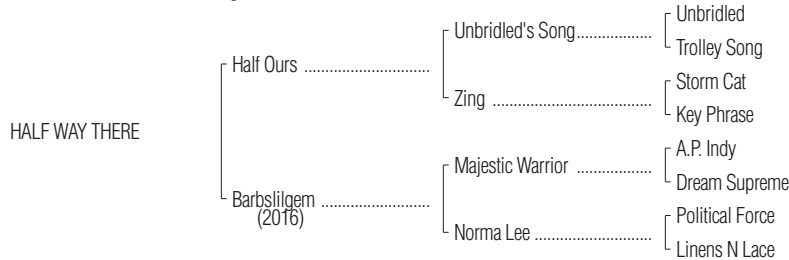 Unbridled
Unbridled's Song..................
Trolley Song
Half Ours ..............................
Storm Cat
Zing ......................................
Key Phrase
HALF WAY THERE
A.P. Indy
Majestic Warrior ..................
Dream Supreme
Barbslilgem ..........................
(2016)
Political Force
Norma Lee ............................
Linens N Lace